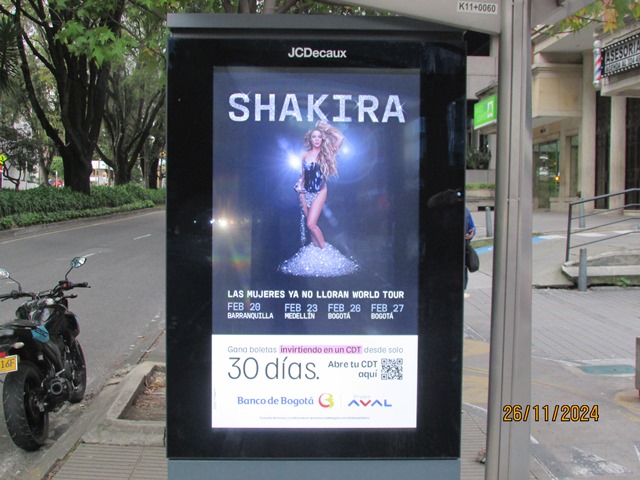 K11+0060
JCDecaux
SHAKIRA
LAS MUJERES YA NO LLORAN WORLD TOUR
FEB 20 FEB 23 FEB 26 FEB 27
BARRANQUILLA MEDELLÍN BOGOTÁ BOGOTÁ
Gana boletas invirtiendo en un CDT desde solo
30 días. Abre tu CDT
aquí
Banco de Bogotá
AVAL
26/11/2024